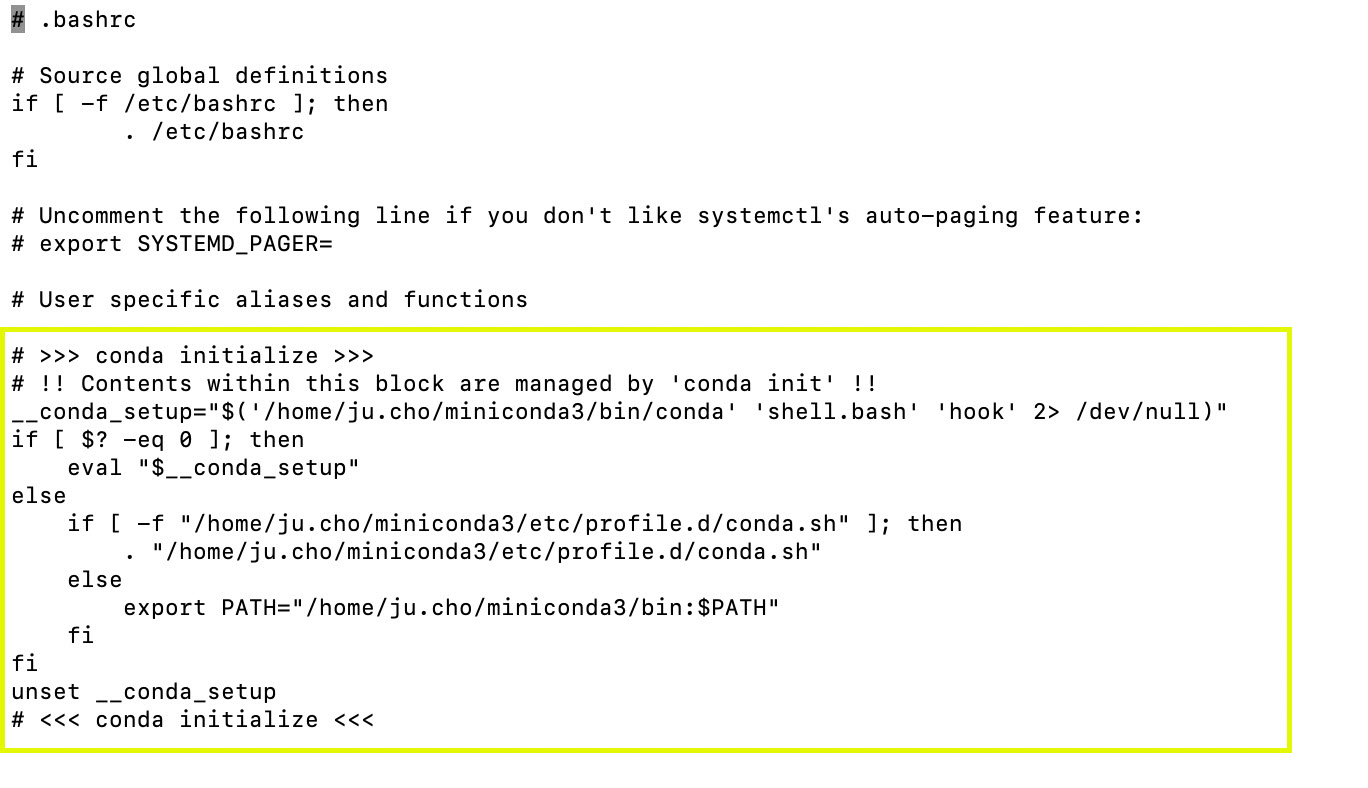 # .bashrc
# Source global definitions
if [ -f /etc/bashrc ]; then
        . /etc/bashrc
fi
# Uncomment the following line if you don't like systemctl's auto-paging feature:
# export SYSTEMD_PAGER=
# User specific aliases and functions
# >>> conda initialize >>>
# !! Contents within this block are managed by 'conda init' !!
__conda_setup="$('/home/ju.cho/miniconda3/bin/conda' 'shell.bash' 'hook' 2> /dev/null)"
if [ $? -eq 0 ]; then
    eval "$__conda_setup"
else
    if [ -f "/home/ju.cho/miniconda3/etc/profile.d/conda.sh" ]; then
        . "/home/ju.cho/miniconda3/etc/profile.d/conda.sh"
    else
        export PATH="/home/ju.cho/miniconda3/bin:$PATH"
    fi
fi
unset __conda_setup
# <<< conda initialize <<<